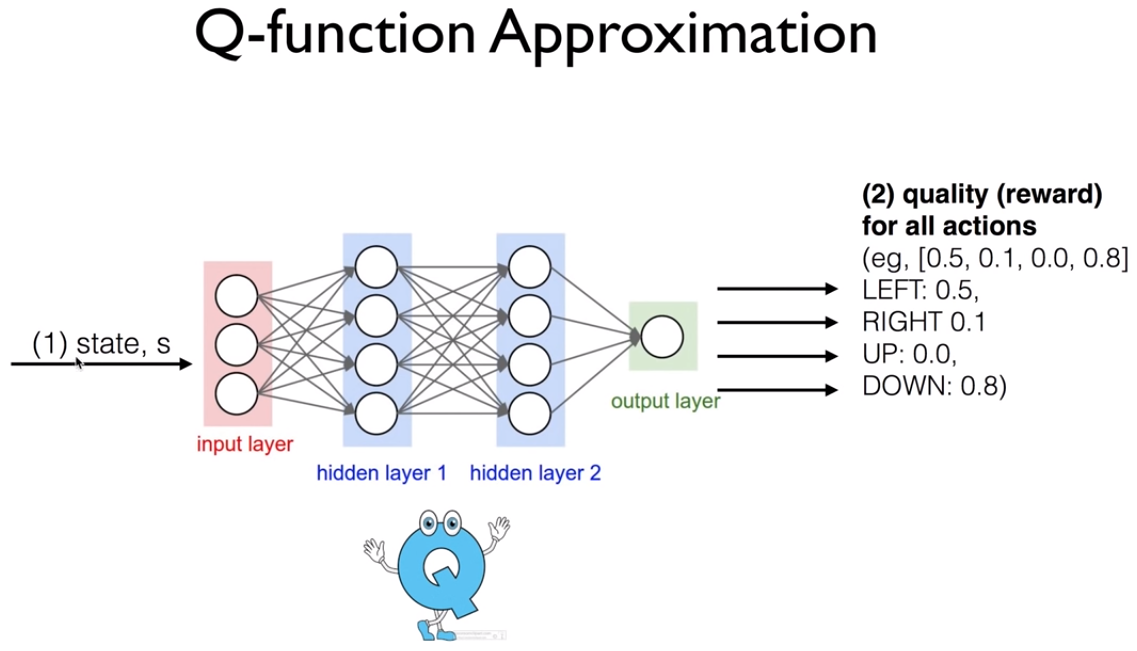 Q-function Approximation
(1) state, s
input layer
hidden layer 1
hidden layer 2
output layer
(2) quality (reward)
for all actions
(eg, [0.5, 0.1, 0.0, 0.8]
LEFT: 0.5,
RIGHT 0.1
UP: 0.0,
DOWN: 0.8)
Q